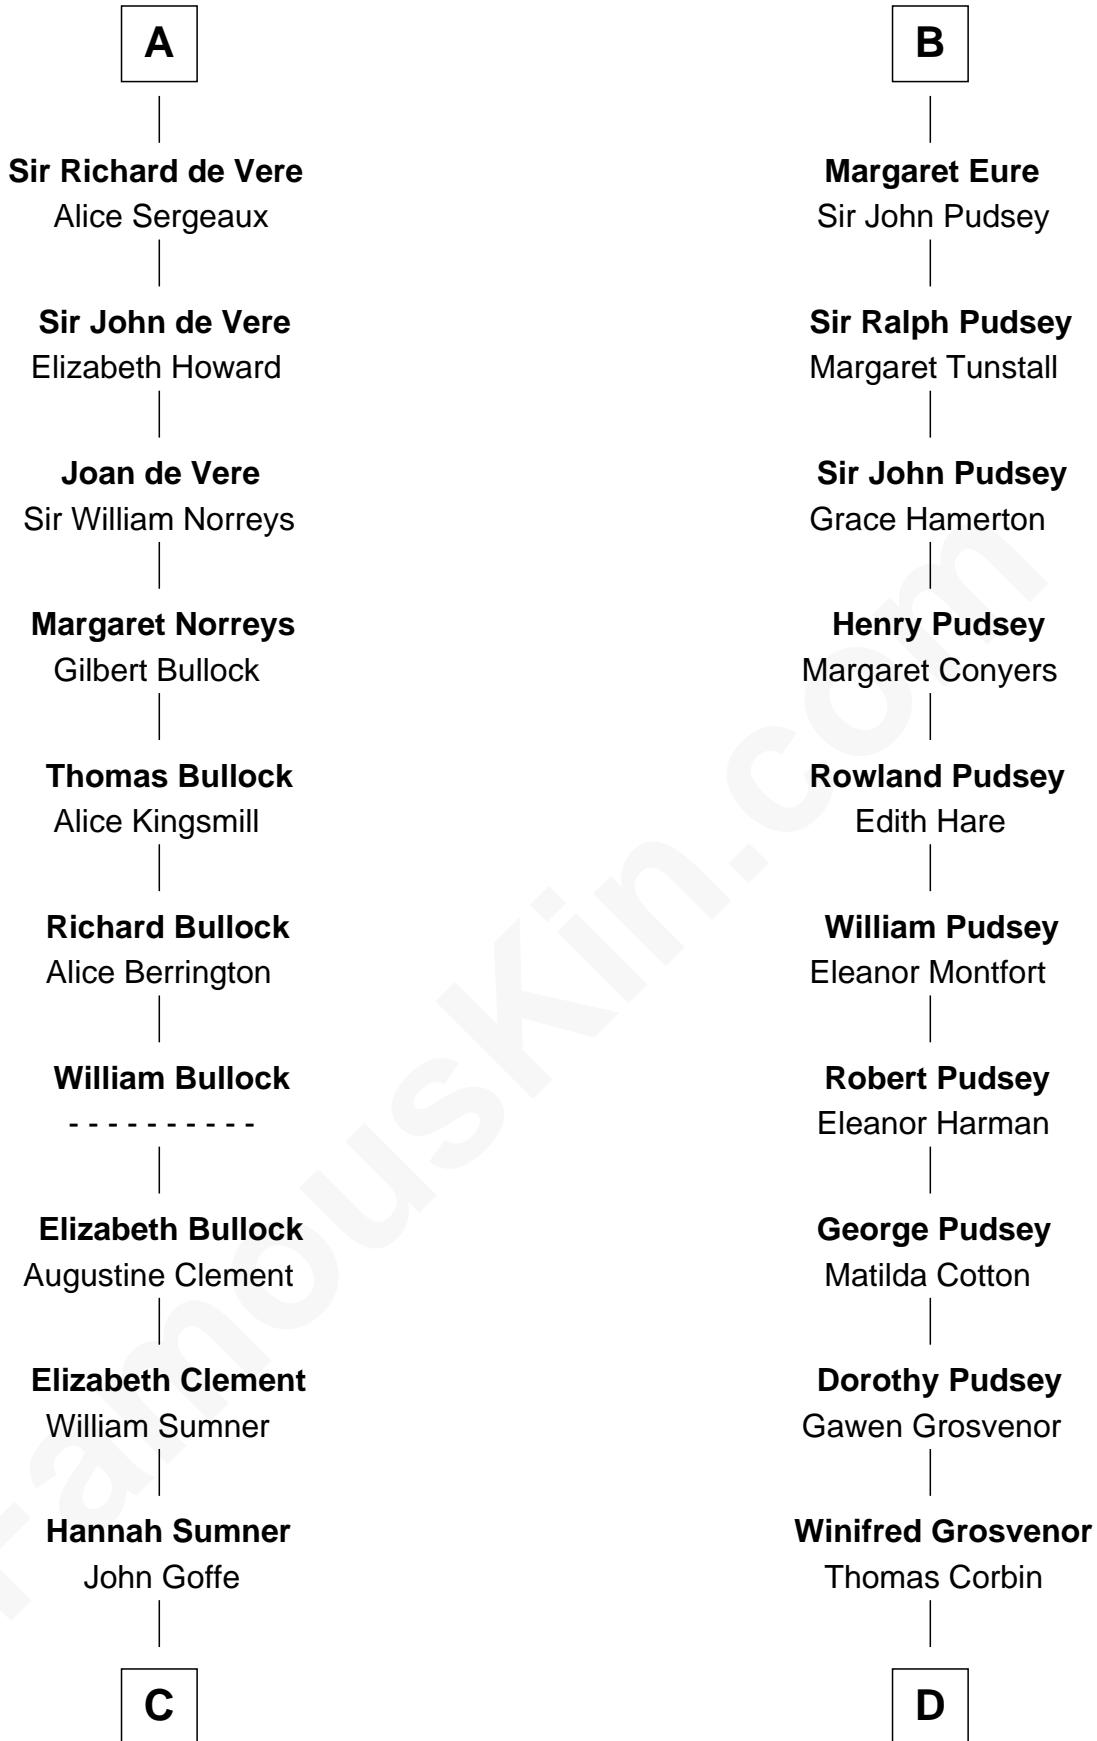 A
Sir Richard de Vere
Alice Sergeaux
Sir John de Vere
Elizabeth Howard
Joan de Vere
Sir William Norreys
Margaret Norreys
Gilbert Bullock
Thomas Bullock
Alice Kingsmill
Richard Bullock
Alice Berrington
William Bullock
- - - - - - - - - -
Elizabeth Bullock
Augustine Clement
Elizabeth Clement
William Sumner
Hannah Sumner
John Goffe
C
B
Margaret Eure
Sir John Pudsey
Sir Ralph Pudsey
Margaret Tunstall
Sir John Pudsey
Grace Hamerton
Henry Pudsey
Margaret Conyers
Rowland Pudsey
Edith Hare
William Pudsey
Eleanor Montfort
Robert Pudsey
Eleanor Harman
George Pudsey
Matilda Cotton
Dorothy Pudsey
Gawen Grosvenor
Winifred Grosvenor
Thomas Corbin
D
FamousKin.com